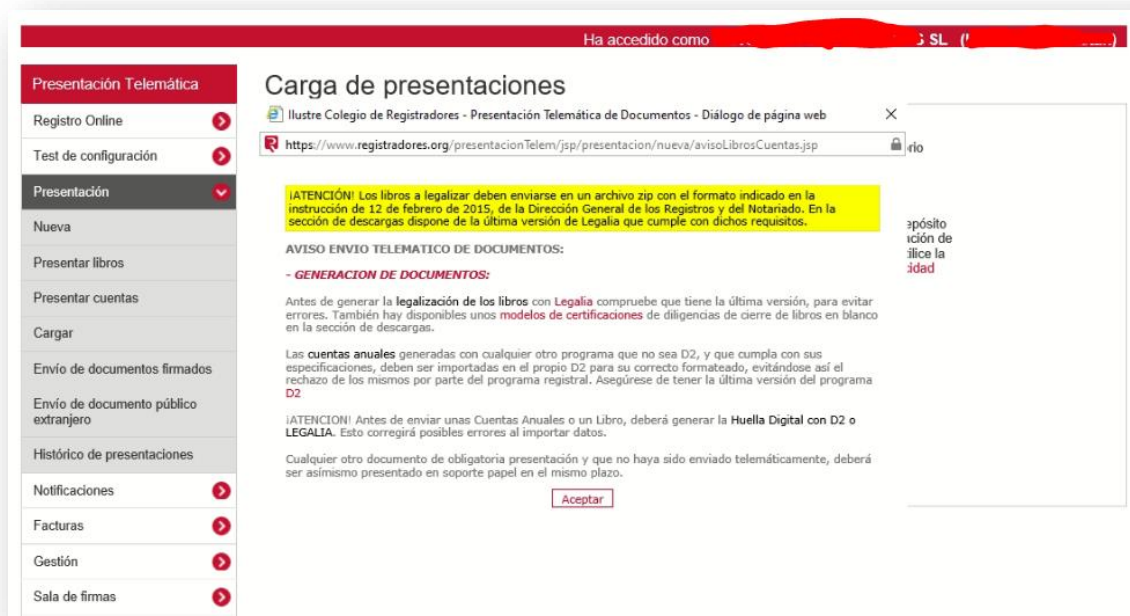 Ha accedido como
G SL (
)
Presentación Telemática
Registro Online
Test de configuración
Presentación
Nueva
Presentar libros
Presentar cuentas
Cargar
Envío de documentos firmados
Envío de documento público
extranjero
Histórico de presentaciones
Notificaciones
Facturas
Gestión
Sala de firmas
Carga de presentaciones
Ilustre Colegio de Registradores - Presentación Telemática de Documentos - Diálogo de página web
https://www.registradores.org/presentacionTelem/jsp/presentacion/nueva/avisoLibrosCuentas.jsp
¡ATENCIÓN! Los libros a legalizar deben enviarse en un archivo zip con el formato indicado en la
instrucción de 12 de febrero de 2015, de la Dirección General de los Registros y del Notariado. En la
sección de descargas dispone de la última versión de Legalia que cumple con dichos requisitos.
AVISO ENVIO TELEMATICO DE DOCUMENTOS:
- GENERACION DE DOCUMENTOS:
Antes de generar la legalización de los libros con Legalia compruebe que tiene la última versión, para evitar
errores. También hay disponibles unos modelos de certificaciones de diligencias de cierre de libros en blanco
en la sección de descargas.
Las cuentas anuales generadas con cualquier otro programa que no sea D2, y que cumpla con sus
especificaciones, deben ser importadas en el propio D2 para su correcto formateado, evitándose así el
rechazo de los mismos por parte del programa registral. Asegúrese de tener la última versión del programa
D2
¡ATENCION! Antes de enviar unas Cuentas Anuales o un Libro, deberá generar la Huella Digital con D2 o
LEGALIA. Esto corregirá posibles errores al importar datos.
Cualquier otro documento de obligatoria presentación y que no haya sido enviado telemáticamente, deberá
ser asímismo presentado en soporte papel en el mismo plazo.
Aceptar
rio
epósito
ación de
tilice la
cidad